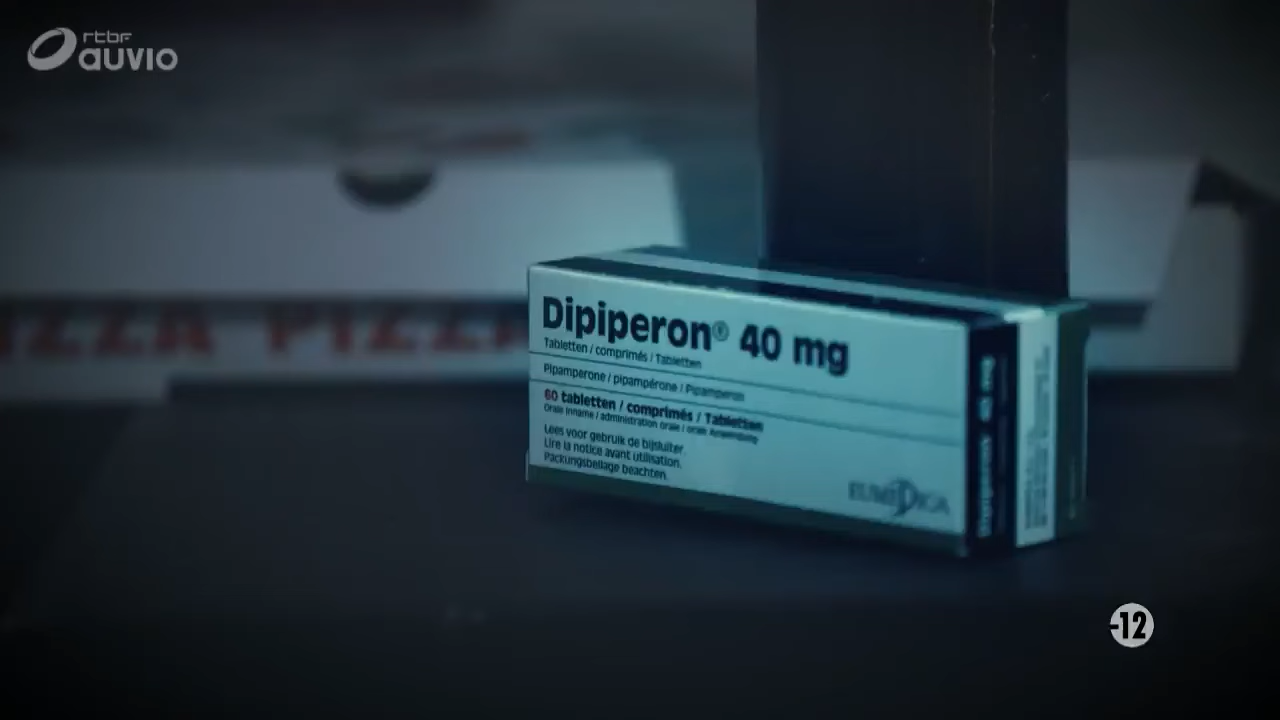 rtbf
auvio
PIZZA
Dipiperon® 40 mg
Tabletten / comprimés / Tabletten
Pipamperone / pipampérone / Pipamperon
60 tabletten / comprimés / Tabletten
Orale inname / administration orale / orale Anwendung
Lees voor gebruik de bijsluiter.
Lire la notice avant utilisation.
Packungsbeilage beachten.
EUMEDICA
-12